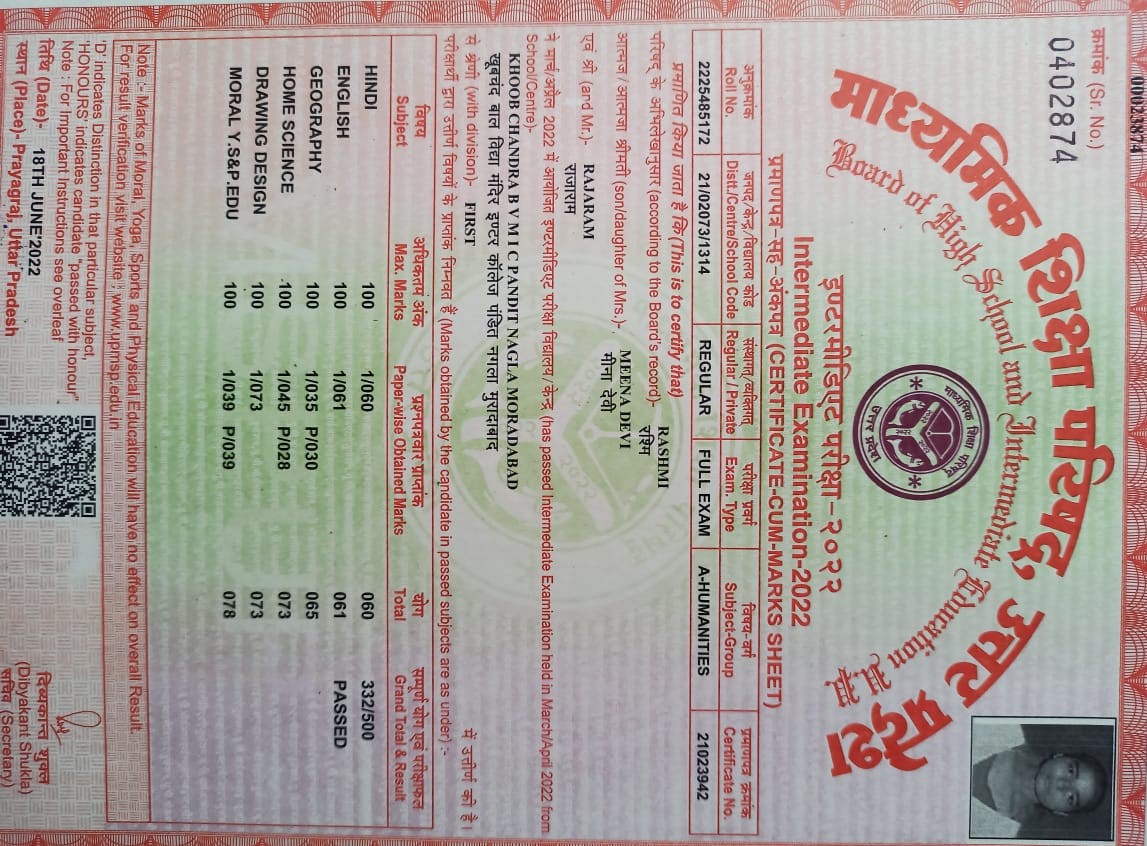 क्रमांक (Sr. No.)
0402874
माध्यमिक शिक्षा परिषद्, उत्तर प्रदेश
Board of High School and Intermediate Education U.P.
माध्यमिक शिक्षा परिषद
उत्तर प्रदेश
इण्टरमीडिएट परीक्षा-२०२२
Intermediate Examination-2022
प्रमाणपत्र-सह-अंकपत्र (CERTIFICATE-CUM-MARKS SHEET)
अनुक्रमांक जनपद/केन्द्र/विद्यालय कोड संस्थागत/व्यक्तिगत परीक्षा प्रवर्ग विषय-वर्ग प्रमाणपत्र क्रमांक
Roll No. Distt./Centre/School Code Regular/Private Exam. Type Subject-Group Certificate No.
2225485172 21/02073/1314 REGULAR FULL EXAM A-HUMANITIES 21023942
प्रमाणित किया जाता है कि(This is to certify that)
परिषद के अभिलेखानुसार (according to the Board's record)- RASHMI
रश्मि
आत्मज/आत्मजा श्रीमती (son/daughter of Mrs.)- MEENA DEVI
मीना देवी
एवं श्री (and Mr.)- RAJARAM
राजाराम
ने मार्च/अप्रैल 2022 में आयोजित इण्टरमीडिएट परीक्षा विद्यालय/केन्द्र (has passed Intermediate Examination held in March/April 2022 from
School/Centre)-
KHOOB CHANDRA B V M I C PANDIT NAGLA MORADABAD
खूबचंद बाल विद्या मंदिर इण्टर कॉलेज पंडित नगला मुरादाबाद
से श्रेणी (with division)- FIRST में उत्तीर्ण की है।
परीक्षार्थी द्वारा उत्तीर्ण विषयों के प्राप्तांक निम्नवत हैं (Marks obtained by the candidate in passed subjects are as under) :-
विषय अधिकतम अंक प्रश्नपत्रवार प्राप्तांक योग सम्पूर्ण योग एवं परीक्षाफल
Subject Max. Marks Paper-wise Obtained Marks Total Grand Total & Result
HINDI 100 1/060 060 332/500
ENGLISH 100 1/061 061 PASSED
GEOGRAPHY 100 1/035 P/030 065
HOME SCIENCE 100 1/045 P/028 073
DRAWING DESIGN 100 1/073 073
MORAL Y.S&P.EDU 100 1/039 P/039 078
Note :- Marks of Moral, Yoga, Sports and Physical Education will have no effect on overall Result.
For result verification visit website : www.upmsp.edu.in
'D' indicates Distinction in that particular subject,
'HONOURS' indicates candidate "passed with honour"
Note : For Important Instructions see overleaf
तिथि (Date)- 18TH JUNE'2022
स्थान (Place)- Prayagraj, Uttar Pradesh
दिव्यकान्त शुक्ल
(Dibyakant Shukla)
सचिव (Secretary)